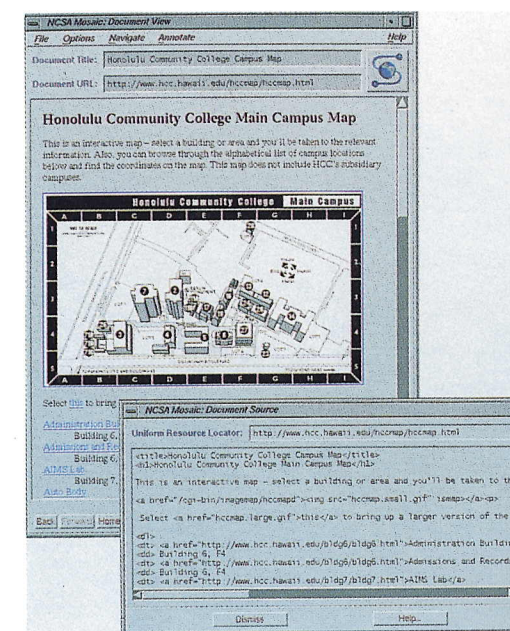 NCSA Mosaic: Document View
File Options Navigate Annotate Help
Document Title: Honolulu Community College Campus Map
Document URL: http://www.hcc.hawaii.edu/hccmap/hccmap.html
Honolulu Community College Main Campus Map
This is an interactive map – select a building or area and you'll be taken to the relevant
information. Also, you can browse through the alphabetical list of campus locations
below and find the coordinates on the map. This map does not include HCC's subsidiary
campuses.
Honolulu Community College Main Campus
A B C D E F G H I
1 1
2 2
3 3
4 4
5 5
A B C D E F G H I
Select this to bring
Administration Bui
Building 6,
Admissions and Re
Building 6,
AIMS Lab
Building 7,
Auto Body
Back Forward Home
NCSA Mosaic: Document Source
Uniform Resource Locator: http://www.hcc.hawaii.edu/hccmap/hccmap.html
<title>Honolulu Community College Campus Map</title>
<h1>Honolulu Community College Main Campus Map</h1>
This is an interactive map – select a building or area and you'll be taken to th
<a href="/cgi-bin/imagemap/hccmapd"><img src="hccmap.small.gif" ismap></a><p>
Select <a href="hccmap.large.gif">this</a> to bring up a larger version of the
<dl>
<dt> <a href="http://www.hcc.hawaii.edu/bldg6/bldg6.html">Administration Buildin
<dd> Building 6, F4
<dt> <a href="http://www.hcc.hawaii.edu/bldg6/bldg6.html">Admissions and Record
<dd> Building 6, F4
<dt> <a href="http://www.hcc.hawaii.edu/bldg7/bldg7.html">AIMS Lab</a>
Dismiss Help...